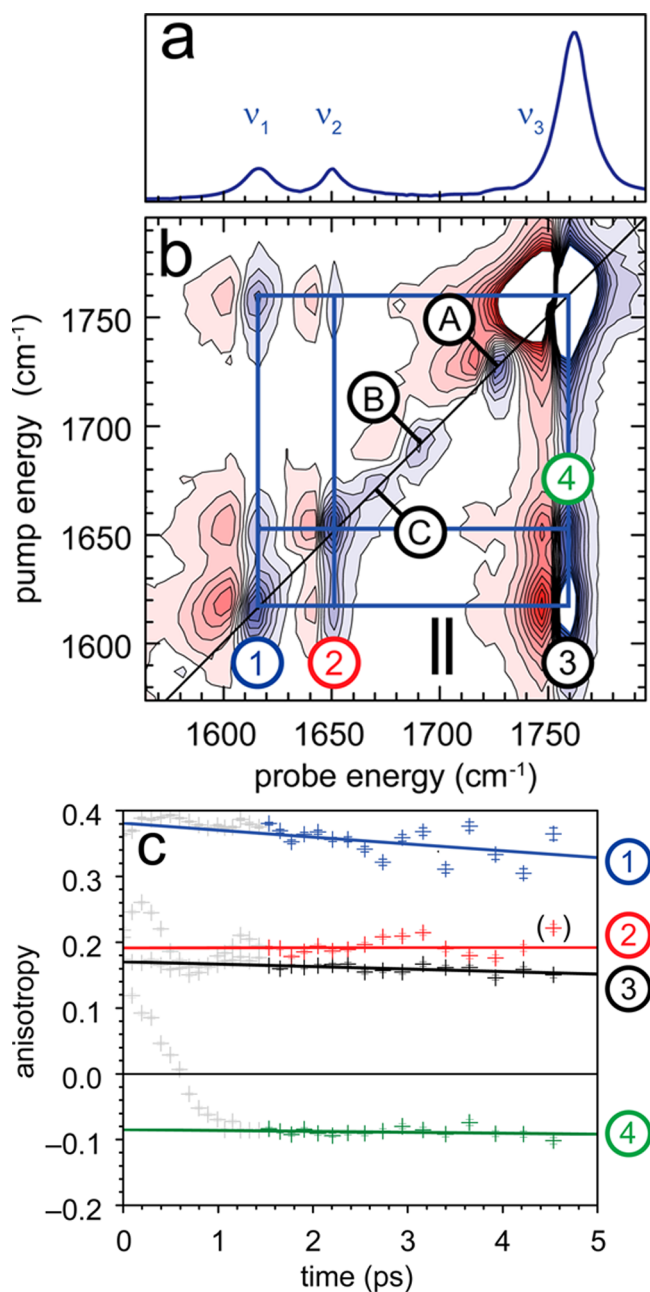 a
ν1 ν2 ν3
b
A
B
C
4
1750
1700
1650
1600
pump energy (cm-1)
||
1 2 3
1600 1650 1700 1750
probe energy (cm-1)
c
0.4
0.3
0.2
0.1
0.0
–0.1
–0.2
anisotropy
(+)
1
2
3
4
0 1 2 3 4 5
time (ps)